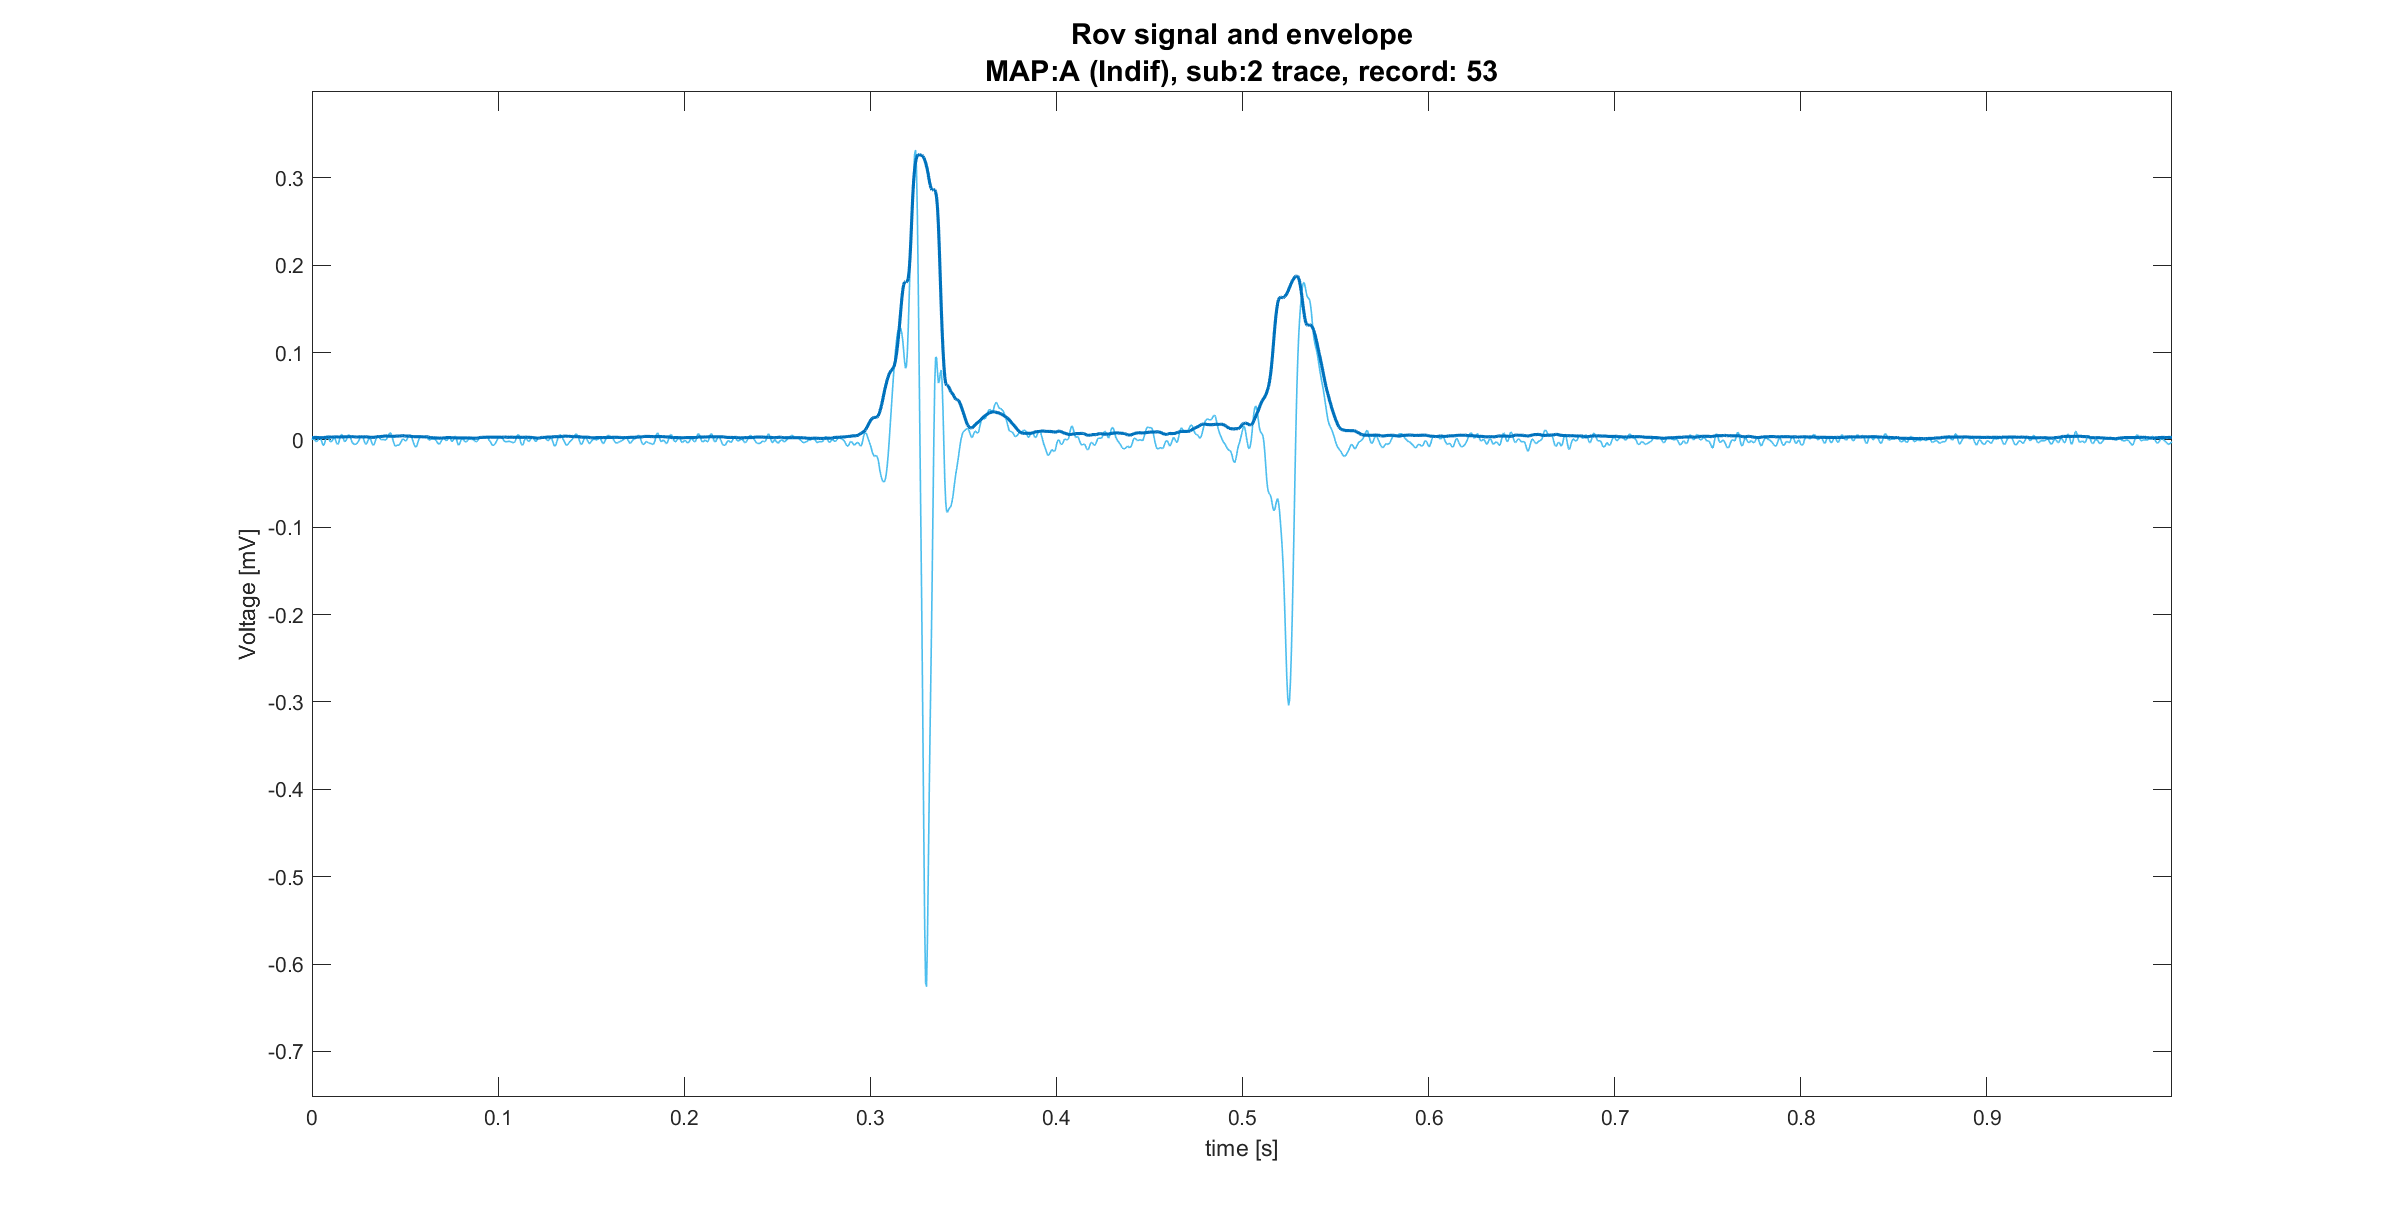 Rov signal and envelope
MAP:A (Indif), sub:2 trace, record: 53
0.3
0.2
0.1
0
-0.1
-0.2
-0.3
-0.4
-0.5
-0.6
-0.7
Voltage [mV]
0 0.1 0.2 0.3 0.4 0.5 0.6 0.7 0.8 0.9
time [s]